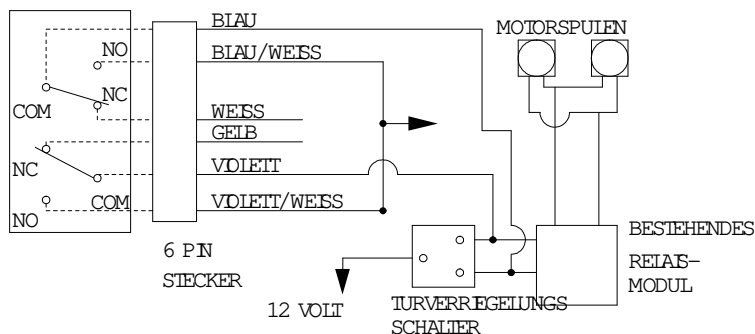 BLAU
MOTORSPULEN
NO
BLAU/WEISS
COM
NC
WEISS
GELB
NC
VIOLETT
COM
NO
VIOLETT/WEISS
BESTEHENDES
6 PIN
STECKER
RELAIS-
MODUL
12 VOLT
TURVERRIEGELUNGS
SCHALTER